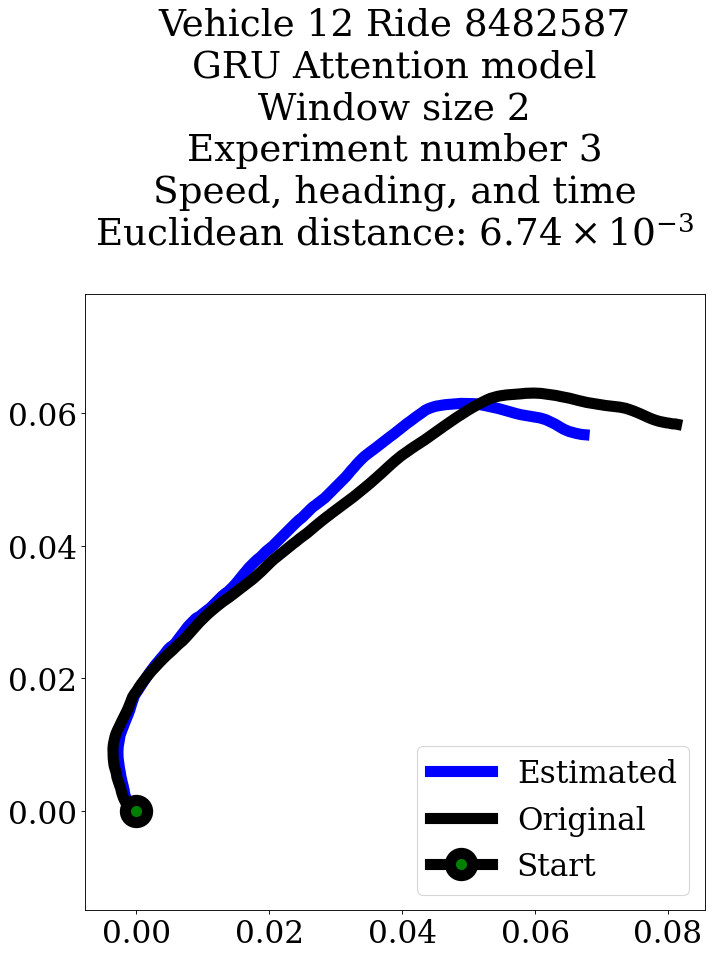 Vehicle 12 Ride 8482587
GRU Attention model
Window size 2
Experiment number 3
Speed, heading, and time
Euclidean distance: 6.74 × 10⁻³
0.06
0.04
0.02
0.00
Estimated
Original
Start
0.00 0.02 0.04 0.06 0.08